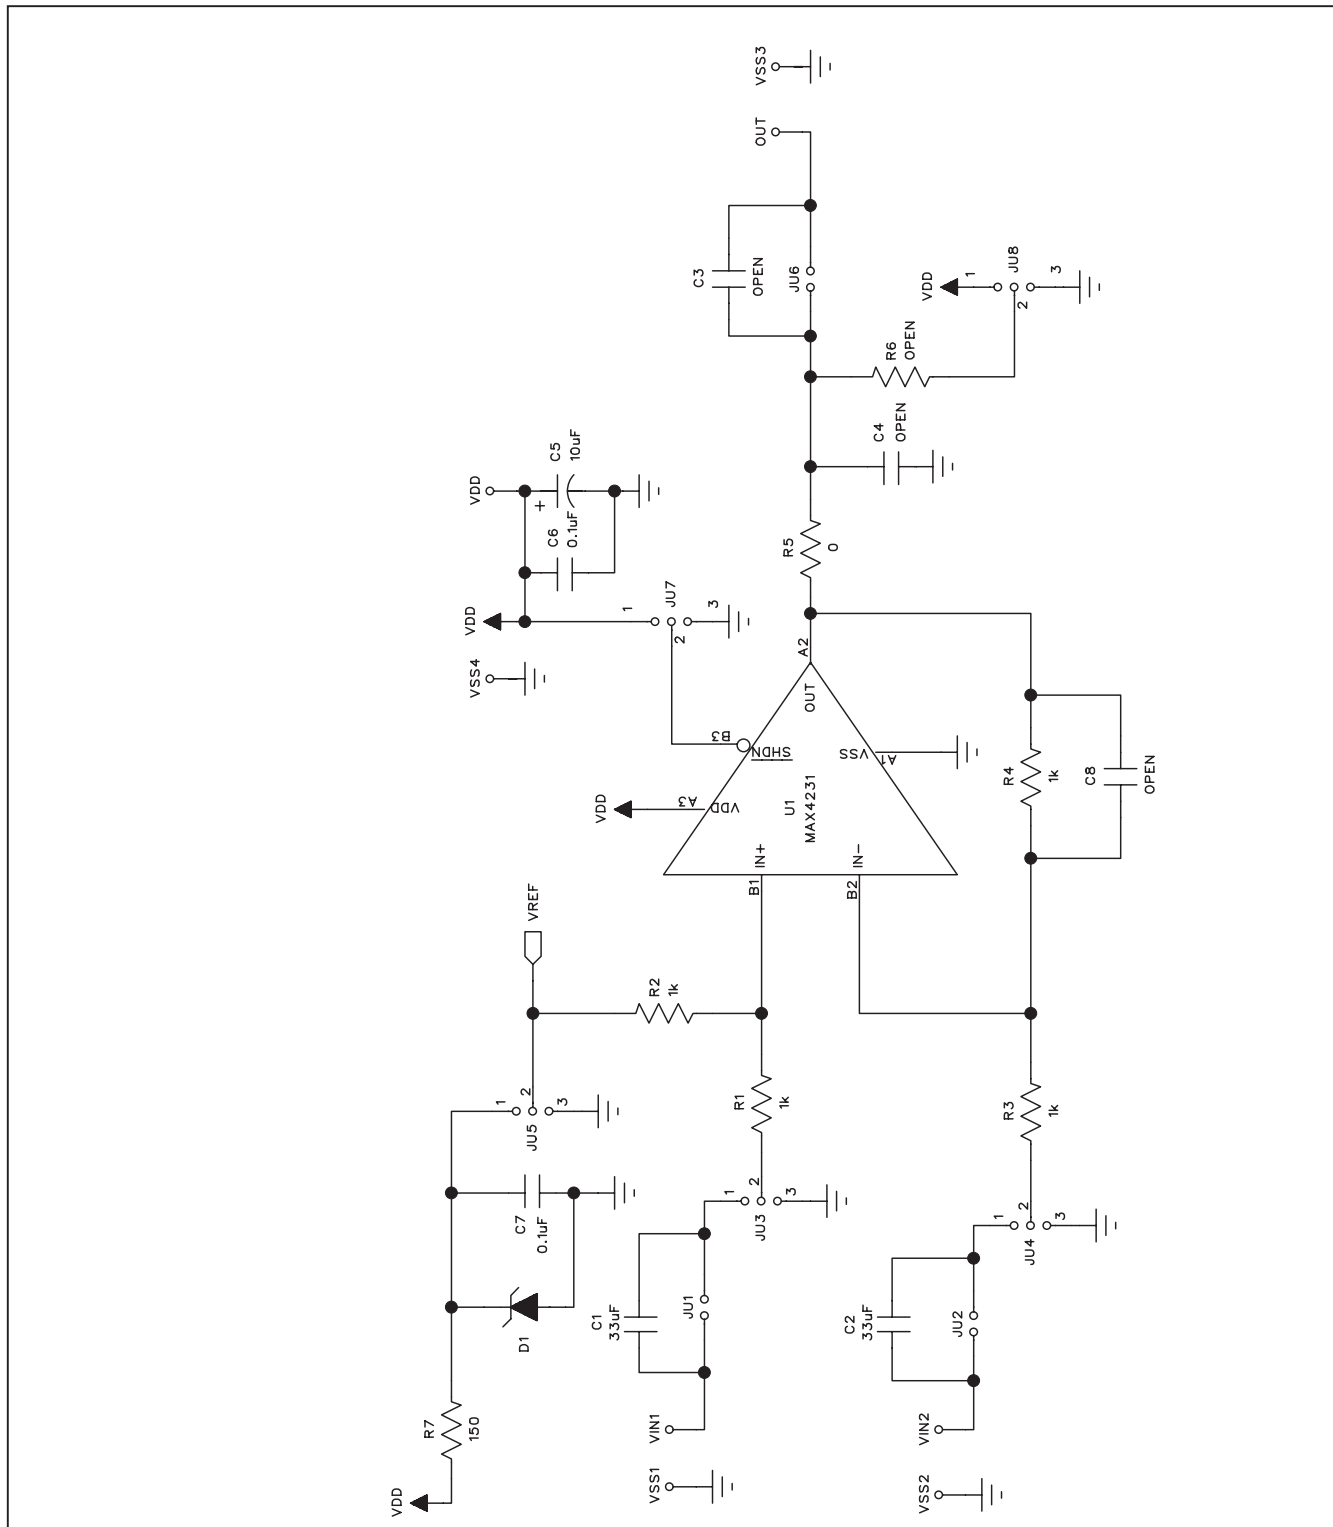 VSS3
OUT
C3
OPEN
JU6
VDD
1
JU8
2
3
R6
OPEN
C4
OPEN
R5
0
VDD
+
C5
10uF
C6
0.1uF
VDD
1
JU7
2
3
VSS4
B3
SHDN
A2
OUT
VDD
A3
VDD
U1
MAX4231
VSS
A1
IN+
B1
IN-
B2
R4
1k
C8
OPEN
VREF
R2
1k
1
2
3
JU5
R1
1k
R3
1k
C7
0.1uF
D1
R7
150
VDD
C1
33uF
JU1
1
2
3
JU3
VIN1
VSS1
C2
33uF
JU2
1
2
3
JU4
VIN2
VSS2